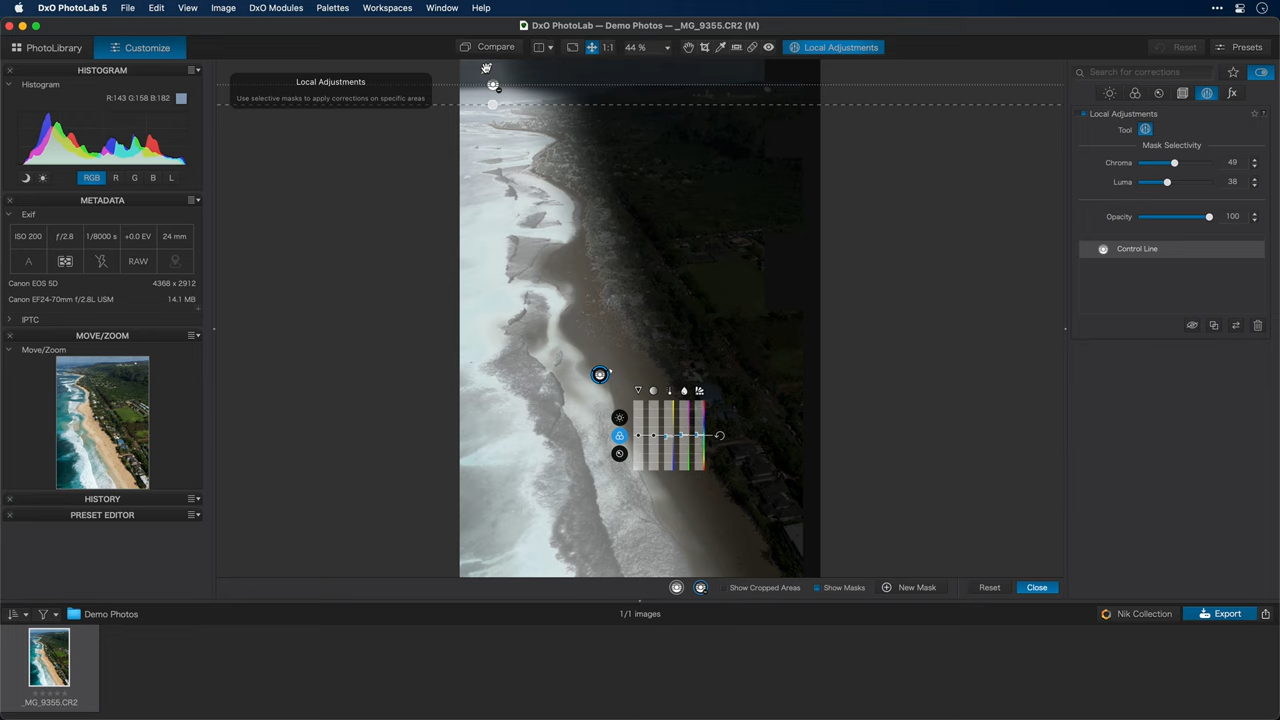 DxO PhotoLab 5 File Edit View Image DxO Modules Palettes Workspaces Window Help
DxO PhotoLab — Demo Photos — _MG_9355.CR2 (M)
PhotoLibrary Customize Compare 1:1 44 % Local Adjustments Reset Presets
HISTOGRAM
Histogram
R:143 G:158 B:182
RGB R G B L
METADATA
Exif
ISO 200 ƒ/2.8 1/8000 s +0.0 EV 24 mm
A RAW
Canon EOS 5D 4368 x 2912
Canon EF24-70mm f/2.8L USM 14.1 MB
IPTC
MOVE/ZOOM
Move/Zoom
HISTORY
PRESET EDITOR
Local Adjustments
Use selective masks to apply corrections on specific areas
Search for corrections
fx
Local Adjustments
Tool
Mask Selectivity
Chroma 49
Luma 38
Opacity 100
Control Line
Show Cropped Areas Show Masks New Mask Reset Close
Demo Photos 1/1 images Nik Collection Export
_MG_9355.CR2